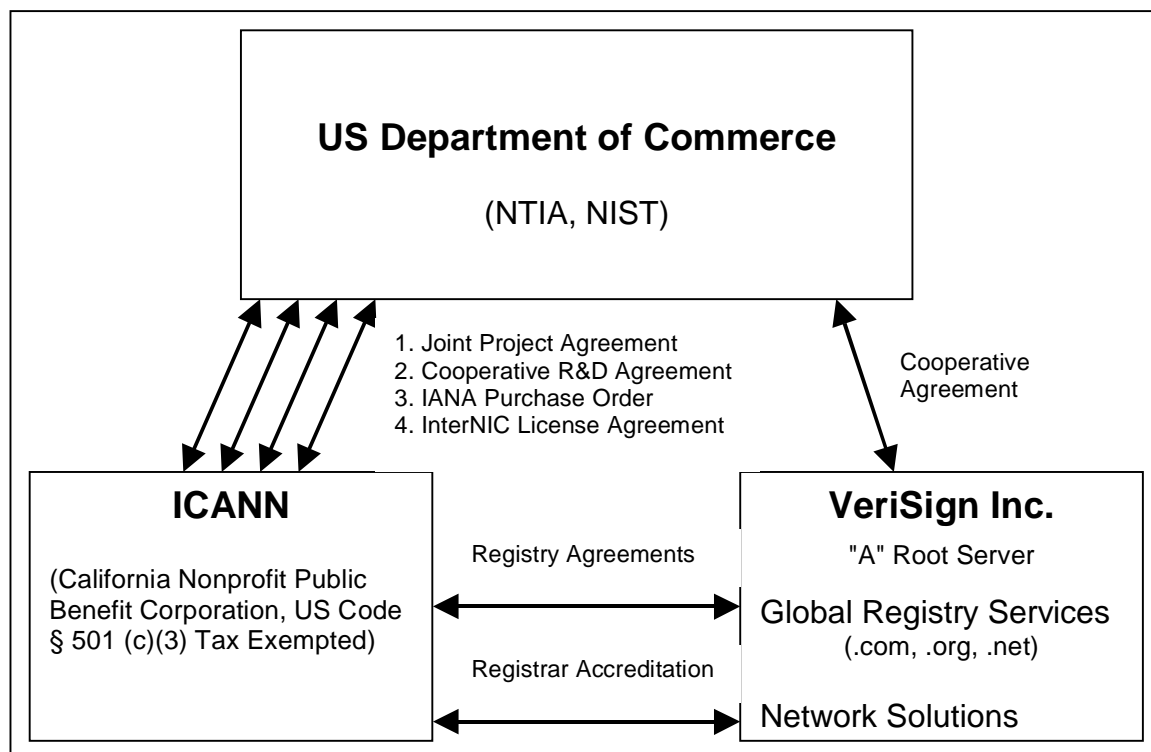 US Department of Commerce
(NTIA, NIST)
1. Joint Project Agreement
2. Cooperative R&D Agreement
3. IANA Purchase Order
4. InterNIC License Agreement
Cooperative
Agreement
ICANN
(California Nonprofit Public
Benefit Corporation, US Code
§ 501 (c)(3) Tax Exempted)
Registry Agreements
Registrar Accreditation
VeriSign Inc.
"A" Root Server
Global Registry Services
(.com, .org, .net)
Network Solutions